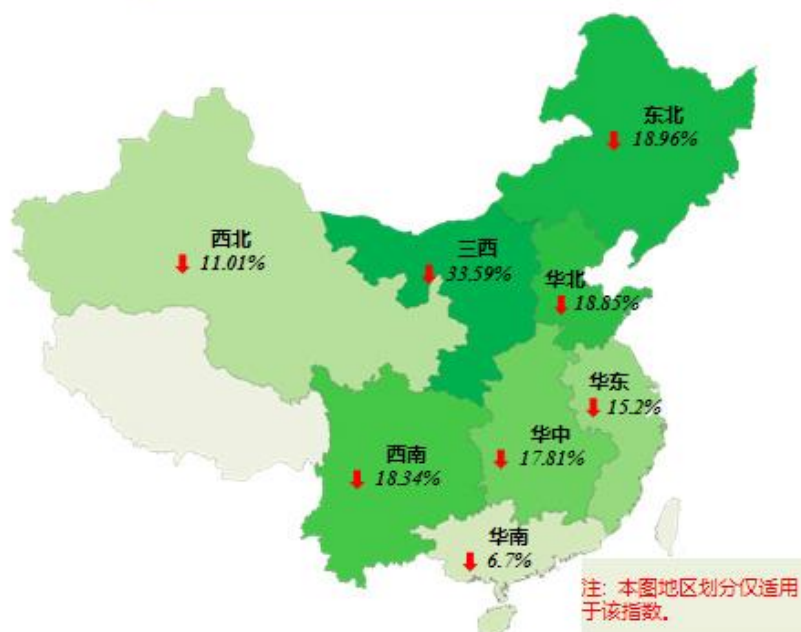 东北
18.96%
西北
11.01%
三西
33.59%
华北
18.85%
华东
15.2%
华中
17.81%
西南
18.34%
华南
6.7%
注：本图地区划分仅适用
于该指数。